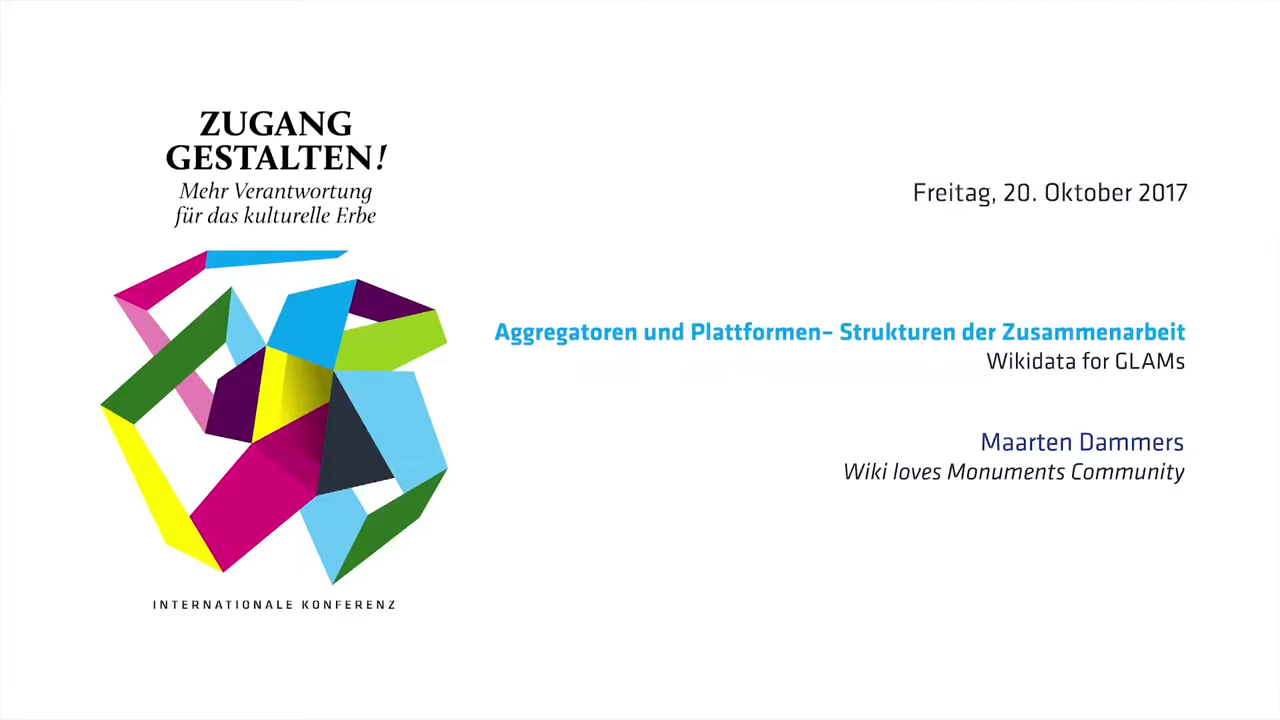 ZUGANG
GESTALTEN!
Mehr Verantwortung
für das kulturelle Erbe
INTERNATIONALE KONFERENZ
Freitag, 20. Oktober 2017
Aggregatoren und Plattformen– Strukturen der Zusammenarbeit
Wikidata for GLAMs
Maarten Dammers
Wiki loves Monuments Community